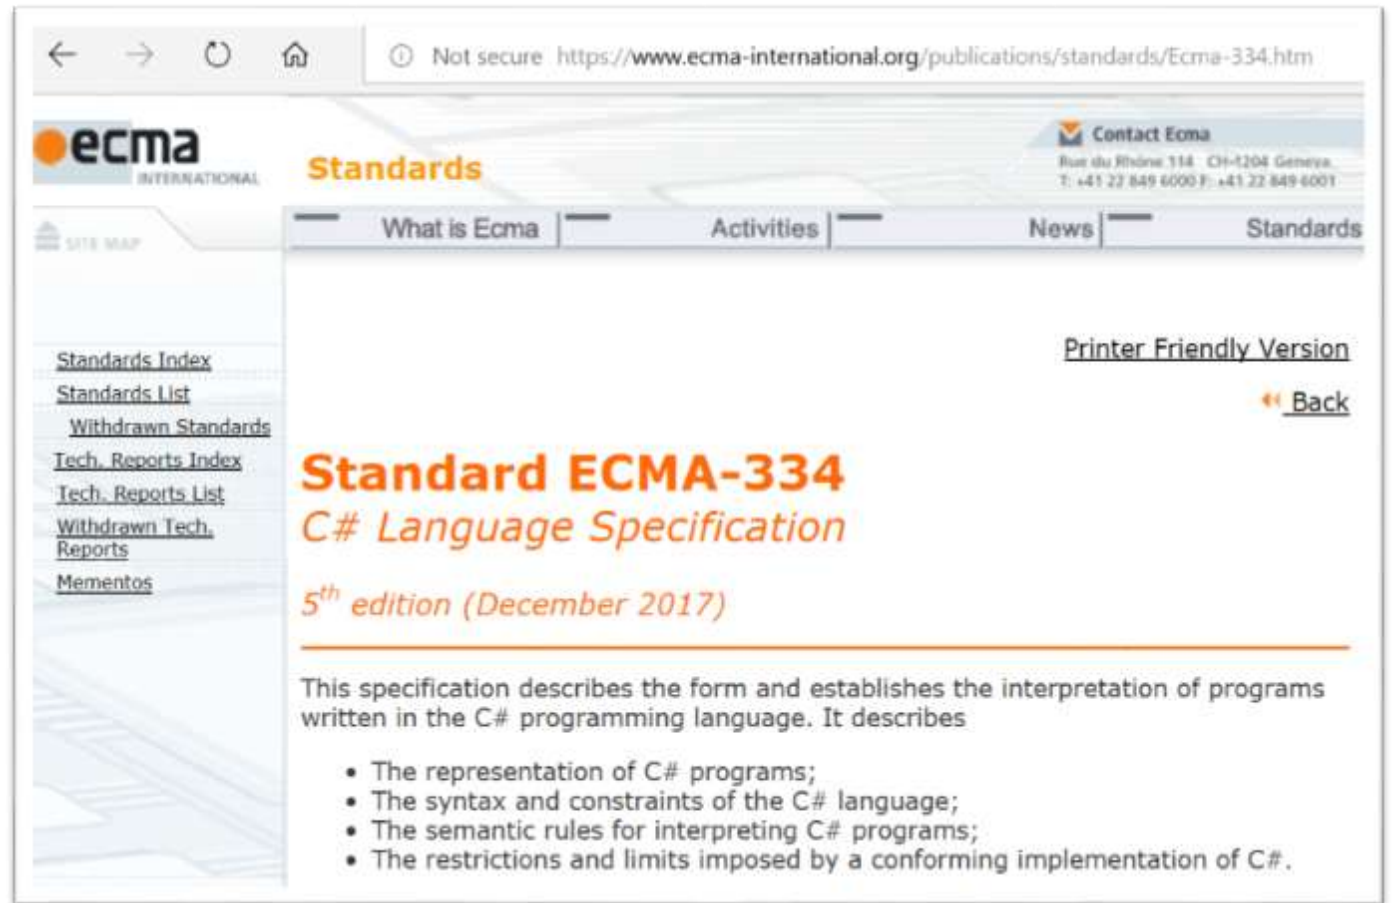 Not secure https://www.ecma-international.org/publications/standards/Ecma-334.htm
ecma
INTERNATIONAL
Standards
Contact Ecma
Rue du Rhône 114 CH-1204 Geneva
T: +41 22 849 6000 F: +41 22 849 6001
SITE MAP
What is Ecma
Activities
News
Standards
Printer Friendly Version
Back
Standards Index
Standards List
Withdrawn Standards
Tech. Reports Index
Tech. Reports List
Withdrawn Tech.
Reports
Mementos
Standard ECMA-334
C# Language Specification
5th edition (December 2017)
This specification describes the form and establishes the interpretation of programs
written in the C# programming language. It describes
• The representation of C# programs;
• The syntax and constraints of the C# language;
• The semantic rules for interpreting C# programs;
• The restrictions and limits imposed by a conforming implementation of C#.